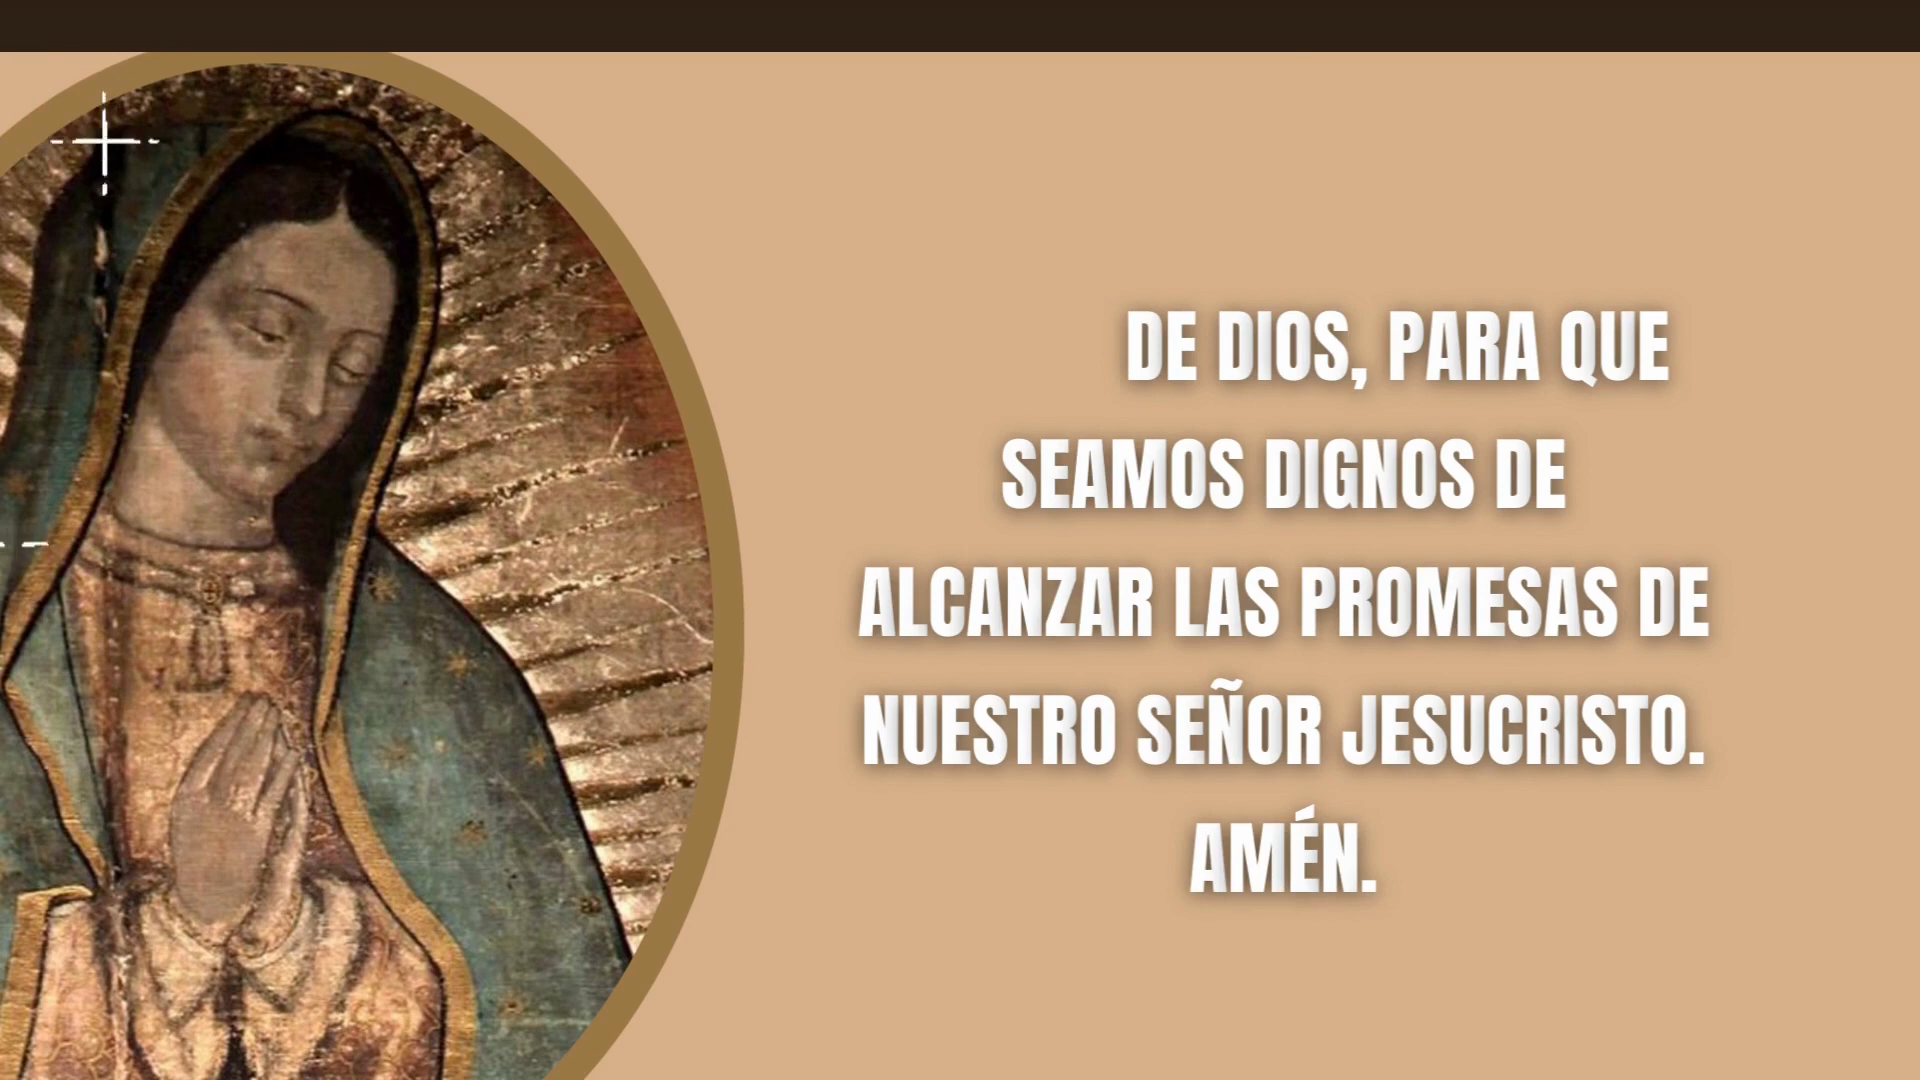 DE DIOS, PARA QUE
SEAMOS DIGNOS DE
ALCANZAR LAS PROMESAS DE
NUESTRO SEÑOR JESUCRISTO.
AMÉN.